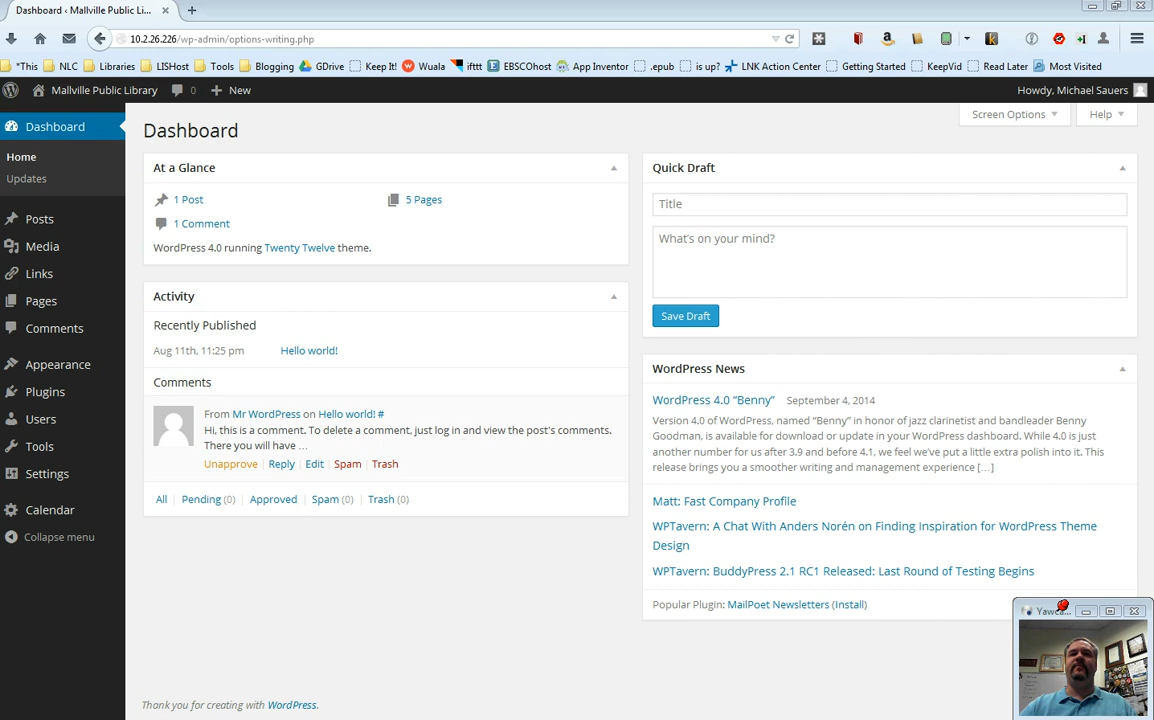 Dashboard ‹ Mallville Public Li...
10.2.26.226/wp-admin/options-writing.php
*This NLC Libraries LISHost Tools Blogging GDrive Keep It! Wuala ifttt EBSCOhost App Inventor .epub is up? LNK Action Center Getting Started KeepVid Read Later Most Visited
Mallville Public Library 0 New Howdy, Michael Sauers
Screen Options Help
Dashboard
Home
Updates
Posts
Media
Links
Pages
Comments
Appearance
Plugins
Users
Tools
Settings
Calendar
Collapse menu
Dashboard
At a Glance
1 Post 5 Pages
1 Comment
WordPress 4.0 running Twenty Twelve theme.
Activity
Recently Published
Aug 11th, 11:25 pm Hello world!
Comments
From Mr WordPress on Hello world! #
Hi, this is a comment. To delete a comment, just log in and view the post's comments.
There you will have …
Unapprove | Reply | Edit | Spam | Trash
All | Pending (0) | Approved | Spam (0) | Trash (0)
Quick Draft
Title
What's on your mind?
Save Draft
WordPress News
WordPress 4.0 “Benny” September 4, 2014
Version 4.0 of WordPress, named “Benny” in honor of jazz clarinetist and bandleader Benny
Goodman, is available for download or update in your WordPress dashboard. While 4.0 is just
another number for us after 3.9 and before 4.1, we feel we've put a little extra polish into it. This
release brings you a smoother writing and management experience […]
Matt: Fast Company Profile
WPTavern: A Chat With Anders Norén on Finding Inspiration for WordPress Theme
Design
WPTavern: BuddyPress 2.1 RC1 Released: Last Round of Testing Begins
Popular Plugin: MailPoet Newsletters (Install)
Thank you for creating with WordPress.